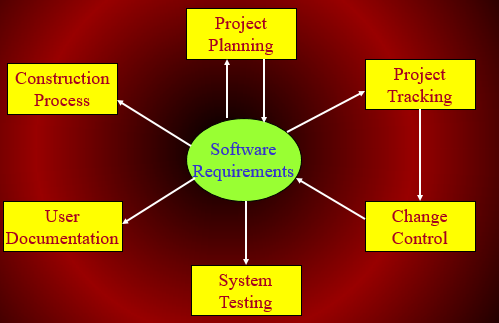 Project
Planning
Construction
Process
Project
Tracking
Software
Requirements
User
Documentation
Change
Control
System
Testing